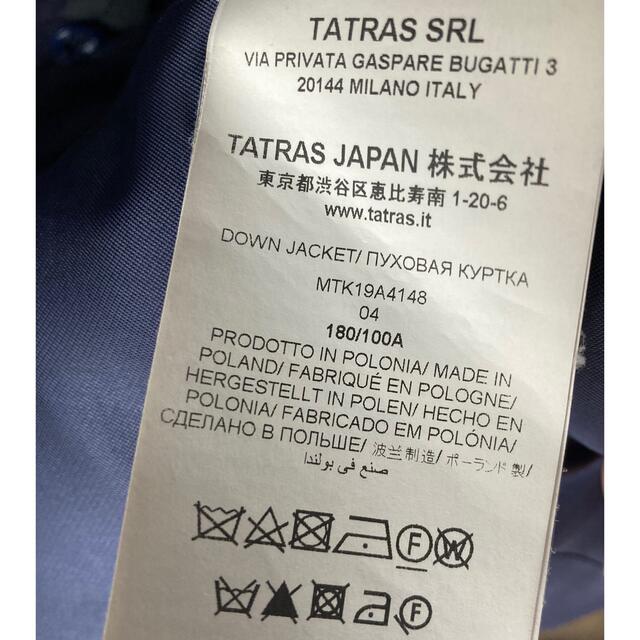 TATRAS SRL
VIA PRIVATA GASPARE BUGATTI 3
20144 MILANO ITALY
TATRAS JAPAN 株式会社
東京都渋谷区恵比寿南 1-20-6
www.tatras.it
DOWN JACKET/ ПУХОВАЯ КУРТКА
MTK19A4148
04
180/100A
PRODOTTO IN POLONIA/ MADE IN
POLAND/ FABRIQUÉ EN POLOGNE/
HERGESTELLT IN POLEN/ HECHO EN
POLONIA/ FABRICADO EM POLÓNIA/
СДЕЛАНО В ПОЛЬШЕ/ 波兰制造/ ポーランド製/
صنع في بولندا
F W
F